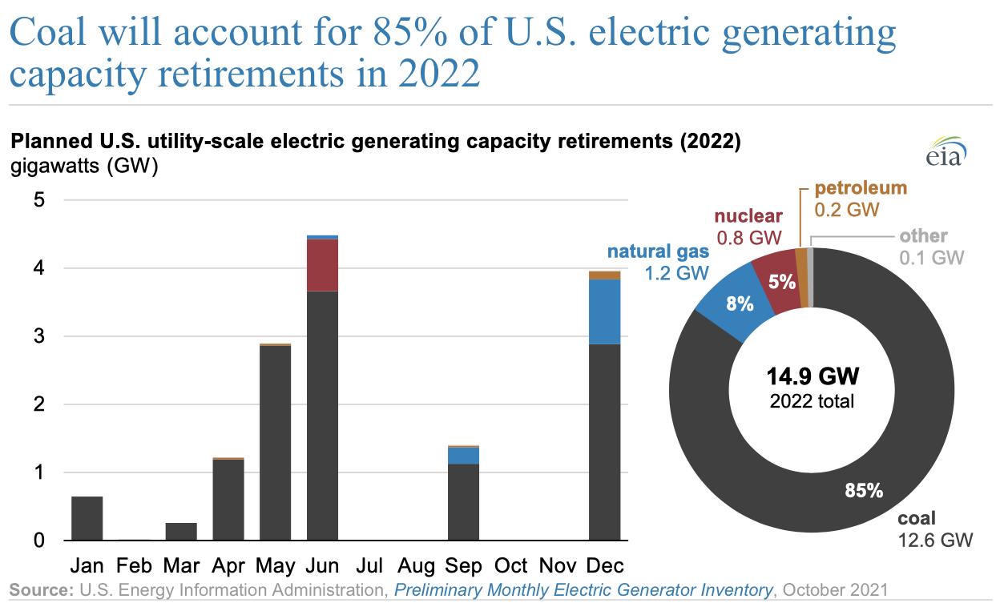 Coal will account for 85% of U.S. electric generating
capacity retirements in 2022
Planned U.S. utility-scale electric generating capacity retirements (2022)
gigawatts (GW)
eia
5
4
3
2
1
0
Jan Feb Mar Apr May Jun Jul Aug Sep Oct Nov Dec
petroleum
0.2 GW
nuclear
0.8 GW
other
0.1 GW
natural gas
1.2 GW
5%
8%
14.9 GW
2022 total
85%
coal
12.6 GW
Source: U.S. Energy Information Administration, Preliminary Monthly Electric Generator Inventory, October 2021